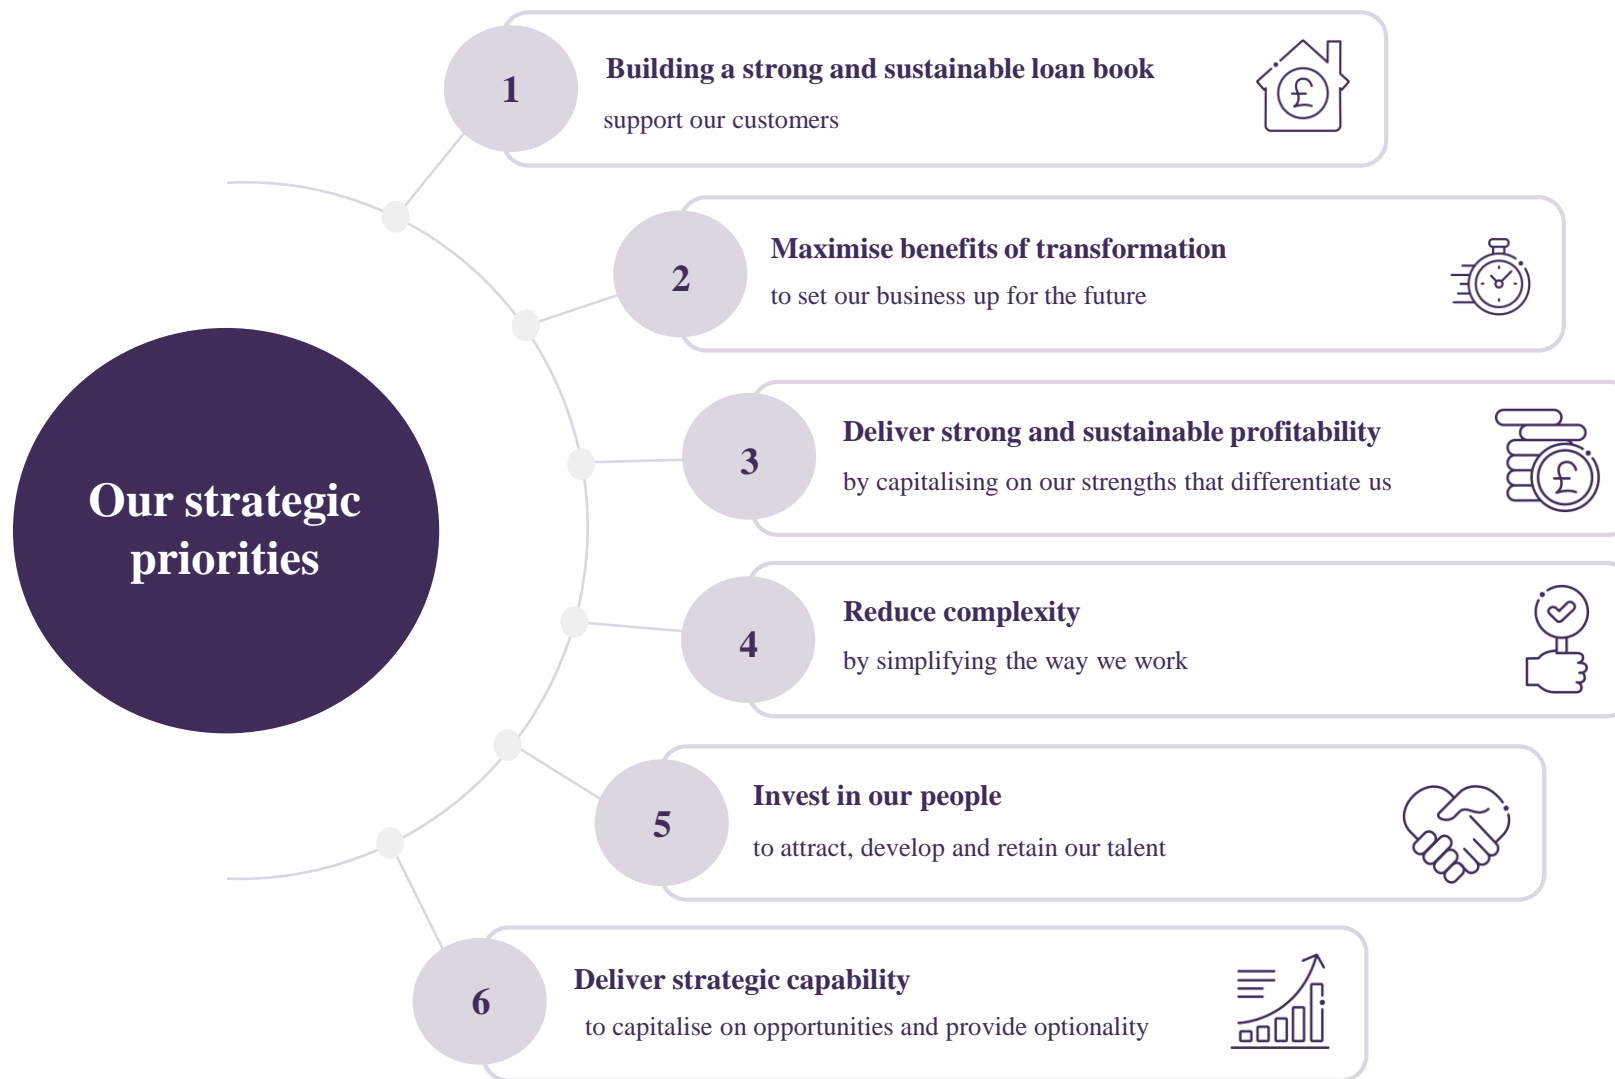 Our strategic
priorities
1
Building a strong and sustainable loan book
support our customers
£
2
Maximise benefits of transformation
to set our business up for the future
3
Deliver strong and sustainable profitability
by capitalising on our strengths that differentiate us
£
4
Reduce complexity
by simplifying the way we work
5
Invest in our people
to attract, develop and retain our talent
6
Deliver strategic capability
to capitalise on opportunities and provide optionality